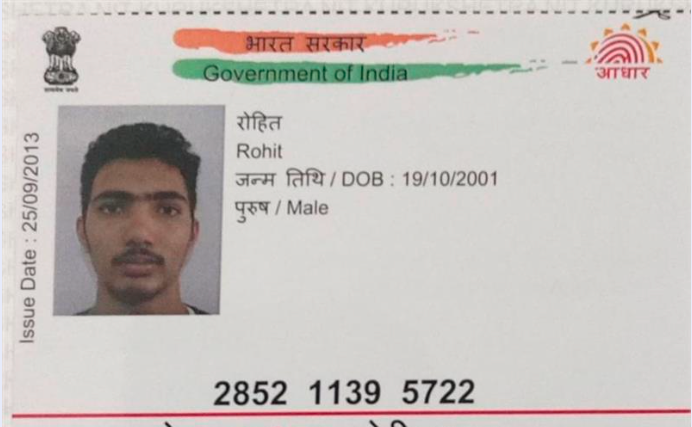 भारत सरकार
Government of India
आधार
Issue Date : 25/09/2013
रोहित
Rohit
जन्म तिथि / DOB : 19/10/2001
पुरुष / Male
2852 1139 5722